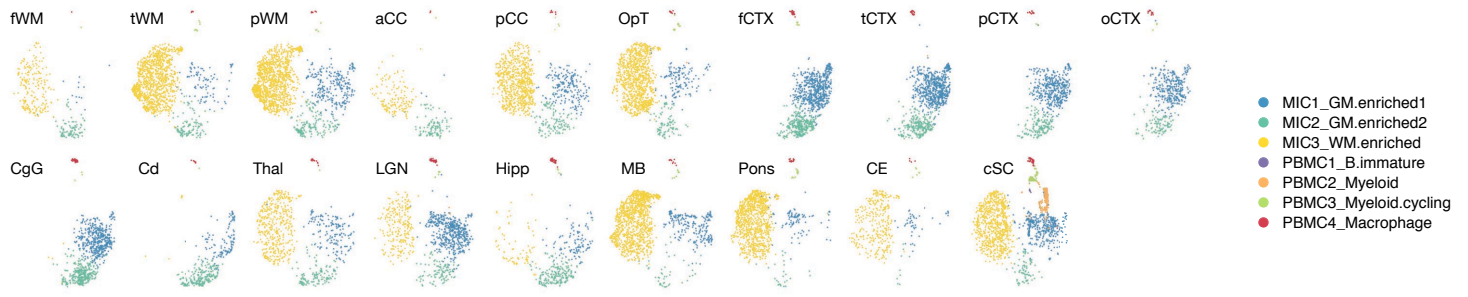 fWM tWM pWM aCC pCC OpT fCTX tCTX pCTX oCTX
CgG Cd Thal LGN Hipp MB Pons CE cSC
MIC1_GM.enriched1
MIC2_GM.enriched2
MIC3_WM.enriched
PBMC1_B.immature
PBMC2_Myeloid
PBMC3_Myeloid.cycling
PBMC4_Macrophage